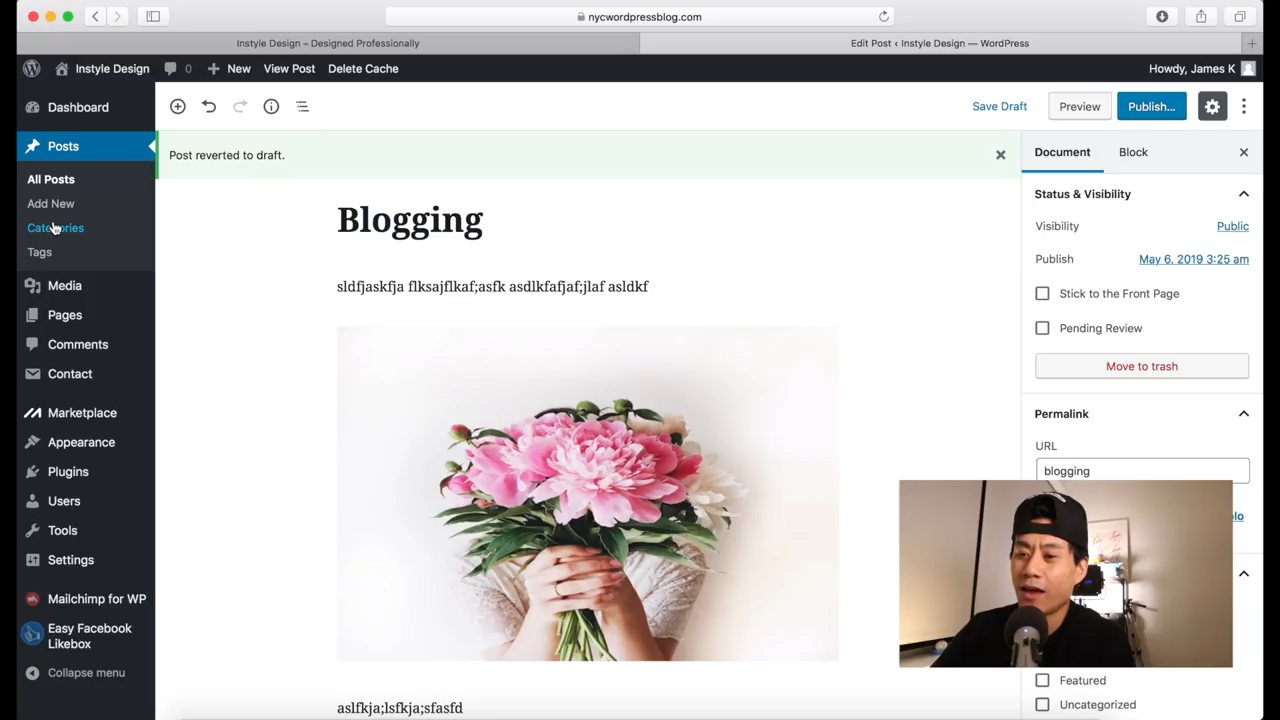 nycwordpressblog.com
Instyle Design – Designed Professionally
Edit Post ‹ Instyle Design — WordPress
Instyle Design 0 New View Post Delete Cache Howdy, James K
Dashboard
Posts
All Posts
Add New
Categories
Tags
Media
Pages
Comments
Contact
Marketplace
Appearance
Plugins
Users
Tools
Settings
Mailchimp for WP
Easy Facebook
Likebox
Collapse menu
Save Draft Preview Publish...
Post reverted to draft.
Blogging
sldfjaskfja flksajflkaf;asfk asdlkfafjaf;jlaf asldkf
aslfkja;lsfkja;sfasfd
Document Block
Status & Visibility
Visibility Public
Publish May 6, 2019 3:25 am
Stick to the Front Page
Pending Review
Move to trash
Permalink
URL
blogging
Featured
Uncategorized